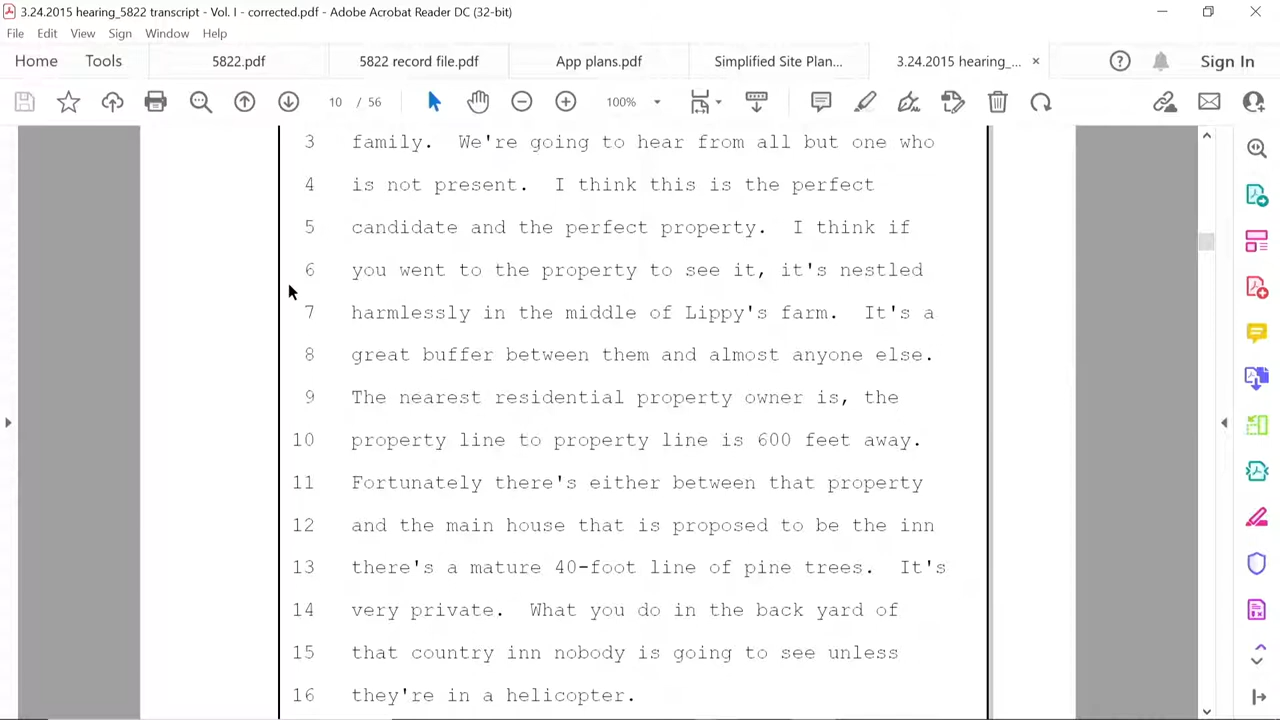 3.24.2015 hearing_5822 transcript - Vol. I - corrected.pdf - Adobe Acrobat Reader DC (32-bit)
File Edit View Sign Window Help
Home Tools 5822.pdf 5822 record file.pdf App plans.pdf Simplified Site Plan... 3.24.2015 hearing_... Sign In
10 / 56 100%
3 family. We're going to hear from all but one who
4 is not present. I think this is the perfect
5 candidate and the perfect property. I think if
6 you went to the property to see it, it's nestled
7 harmlessly in the middle of Lippy's farm. It's a
8 great buffer between them and almost anyone else.
9 The nearest residential property owner is, the
10 property line to property line is 600 feet away.
11 Fortunately there's either between that property
12 and the main house that is proposed to be the inn
13 there's a mature 40-foot line of pine trees. It's
14 very private. What you do in the back yard of
15 that country inn nobody is going to see unless
16 they're in a helicopter.